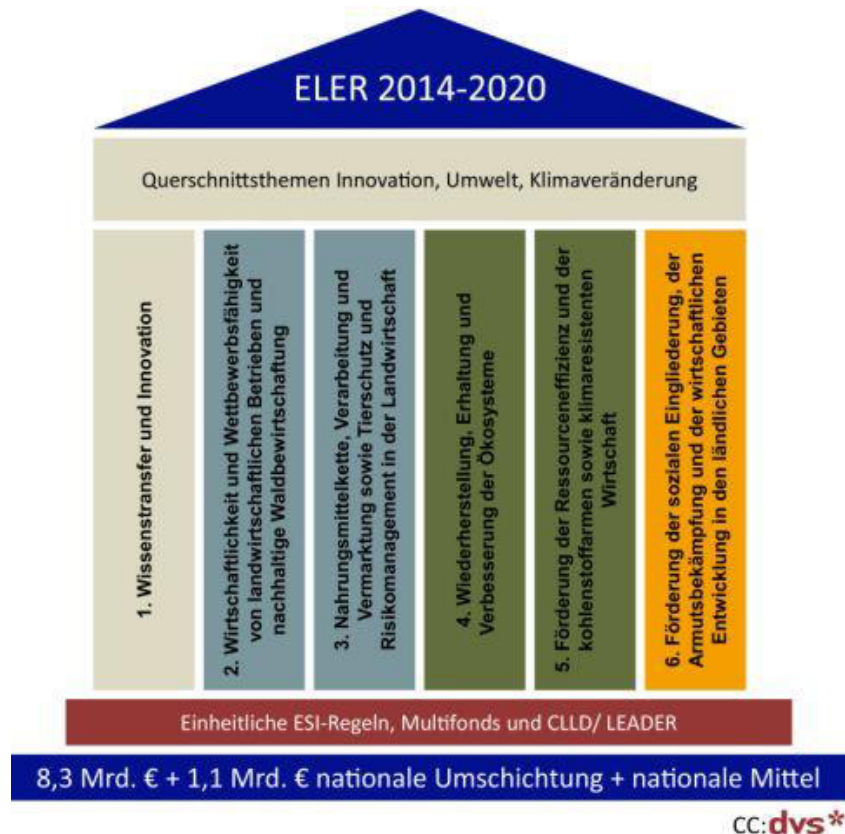 ELER 2014-2020
Querschnittsthemen Innovation, Umwelt, Klimaveränderung
1. Wissenstransfer und Innovation
2. Wirtschaftlichkeit und Wettbewerbsfähigkeit
von landwirtschaftlichen Betrieben und
nachhaltige Waldbewirtschaftung
3. Nahrungsmittelkette, Verarbeitung und
Vermarktung sowie Tierschutz und
Risikomanagement in der Landwirtschaft
4. Wiederherstellung, Erhaltung und
Verbesserung der Ökosysteme
5. Förderung der Ressourceneffizienz und der
kohlenstoffarmen sowie klimaresistenten
Wirtschaft
6. Förderung der sozialen Eingliederung, der
Armutsbekämpfung und der wirtschaftlichen
Entwicklung in den ländlichen Gebieten
Einheitliche ESI-Regeln, Multifonds und CLLD/ LEADER
8,3 Mrd. € + 1,1 Mrd. € nationale Umschichtung + nationale Mittel
CC:dvs*